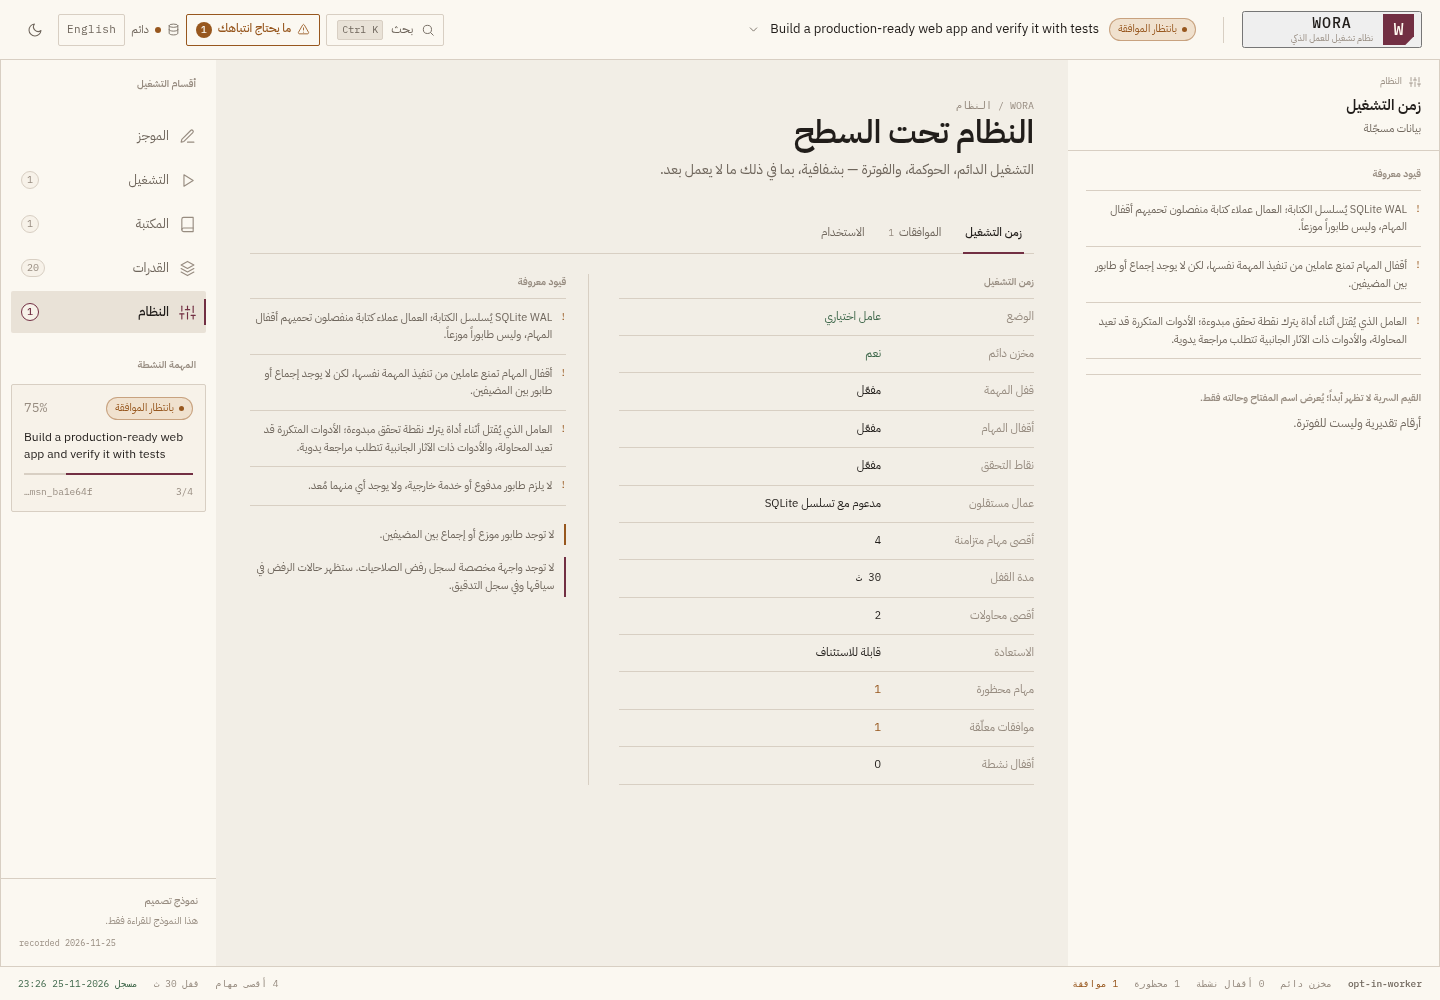 W
WORA
نظام تشغيل للعمل الذكي
بانتظار الموافقة
Build a production-ready web app and verify it with tests
بحث
Ctrl K
ما يحتاج انتباهك
1
دائم
English
النظام
زمن التشغيل
بيانات مسجّلة
قيود معروفة
! SQLite WAL يُسلسل الكتابة؛ العمال عملاء كتابة منفصلون تحميهم أقفال
المهام، وليس طابوراً موزعاً.
! أقفال المهام تمنع عاملين من تنفيذ المهمة نفسها، لكن لا يوجد إجماع أو طابور
بين المضيفين.
! العامل الذي يُقتل أثناء أداة يترك نقطة تحقق مبدوءة؛ الأدوات المتكررة قد تعيد
المحاولة، والأدوات ذات الآثار الجانبية تتطلب مراجعة يدوية.
القيم السرية لا تظهر أبداً؛ يُعرض اسم المفتاح وحالته فقط.
أرقام تقديرية وليست للفوترة.
WORA / النظام
النظام تحت السطح
التشغيل الدائم، الحوكمة، والفوترة — بشفافية، بما في ذلك ما لا يعمل بعد.
زمن التشغيل
الموافقات 1
الاستخدام
زمن التشغيل
الوضع عامل اختياري
مخزن دائم نعم
قفل المهمة مفعّل
أقفال المهام مفعّل
نقاط التحقق مفعّل
عمال مستقلون مدعوم مع تسلسل SQLite
أقصى مهام متزامنة 4
مدة القفل 30 ث
أقصى محاولات 2
الاستعادة قابلة للاستئناف
مهام محظورة 1
موافقات معلّقة 1
أقفال نشطة 0
قيود معروفة
! SQLite WAL يُسلسل الكتابة؛ العمال عملاء كتابة منفصلون تحميهم أقفال
المهام، وليس طابوراً موزعاً.
! أقفال المهام تمنع عاملين من تنفيذ المهمة نفسها، لكن لا يوجد إجماع أو
طابور بين المضيفين.
! العامل الذي يُقتل أثناء أداة يترك نقطة تحقق مبدوءة؛ الأدوات المتكررة قد
تعيد المحاولة، والأدوات ذات الآثار الجانبية تتطلب مراجعة يدوية.
! لا يلزم طابور مدفوع أو خدمة خارجية، ولا يوجد أي منهما مُعد.
لا توجد طابور موزع أو إجماع بين المضيفين.
لا توجد واجهة مخصصة لسجل رفض الصلاحيات. ستظهر حالات الرفض في
سياقها وفي سجل التدقيق.
أقسام التشغيل
الموجز
التشغيل 1
المكتبة 1
القدرات 20
النظام 1
المهمة النشطة
بانتظار الموافقة 75%
Build a production-ready web
app and verify it with tests
3/4 …msn_ba1e64f
نموذج تصميم
هذا النموذج للقراءة فقط.
recorded 2026-11-25
opt-in-worker
مخزن دائم
0 أقفال نشطة
1 محظورة
1 موافقة
4 أقصى مهام
قفل 30 ث
مسجل 2026-11-25 23:26